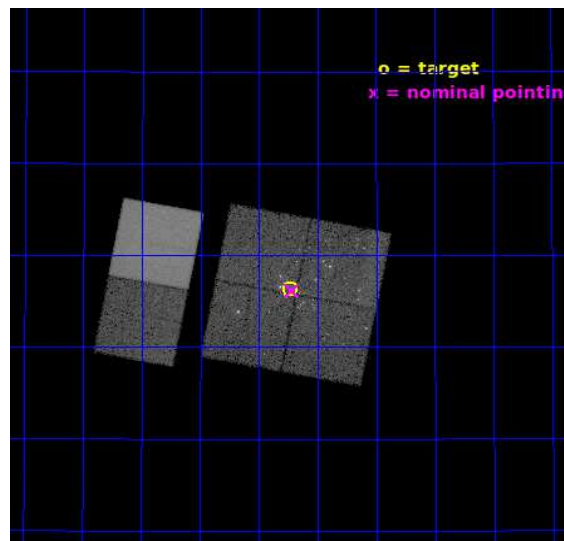 o = target
x = nominal pointin